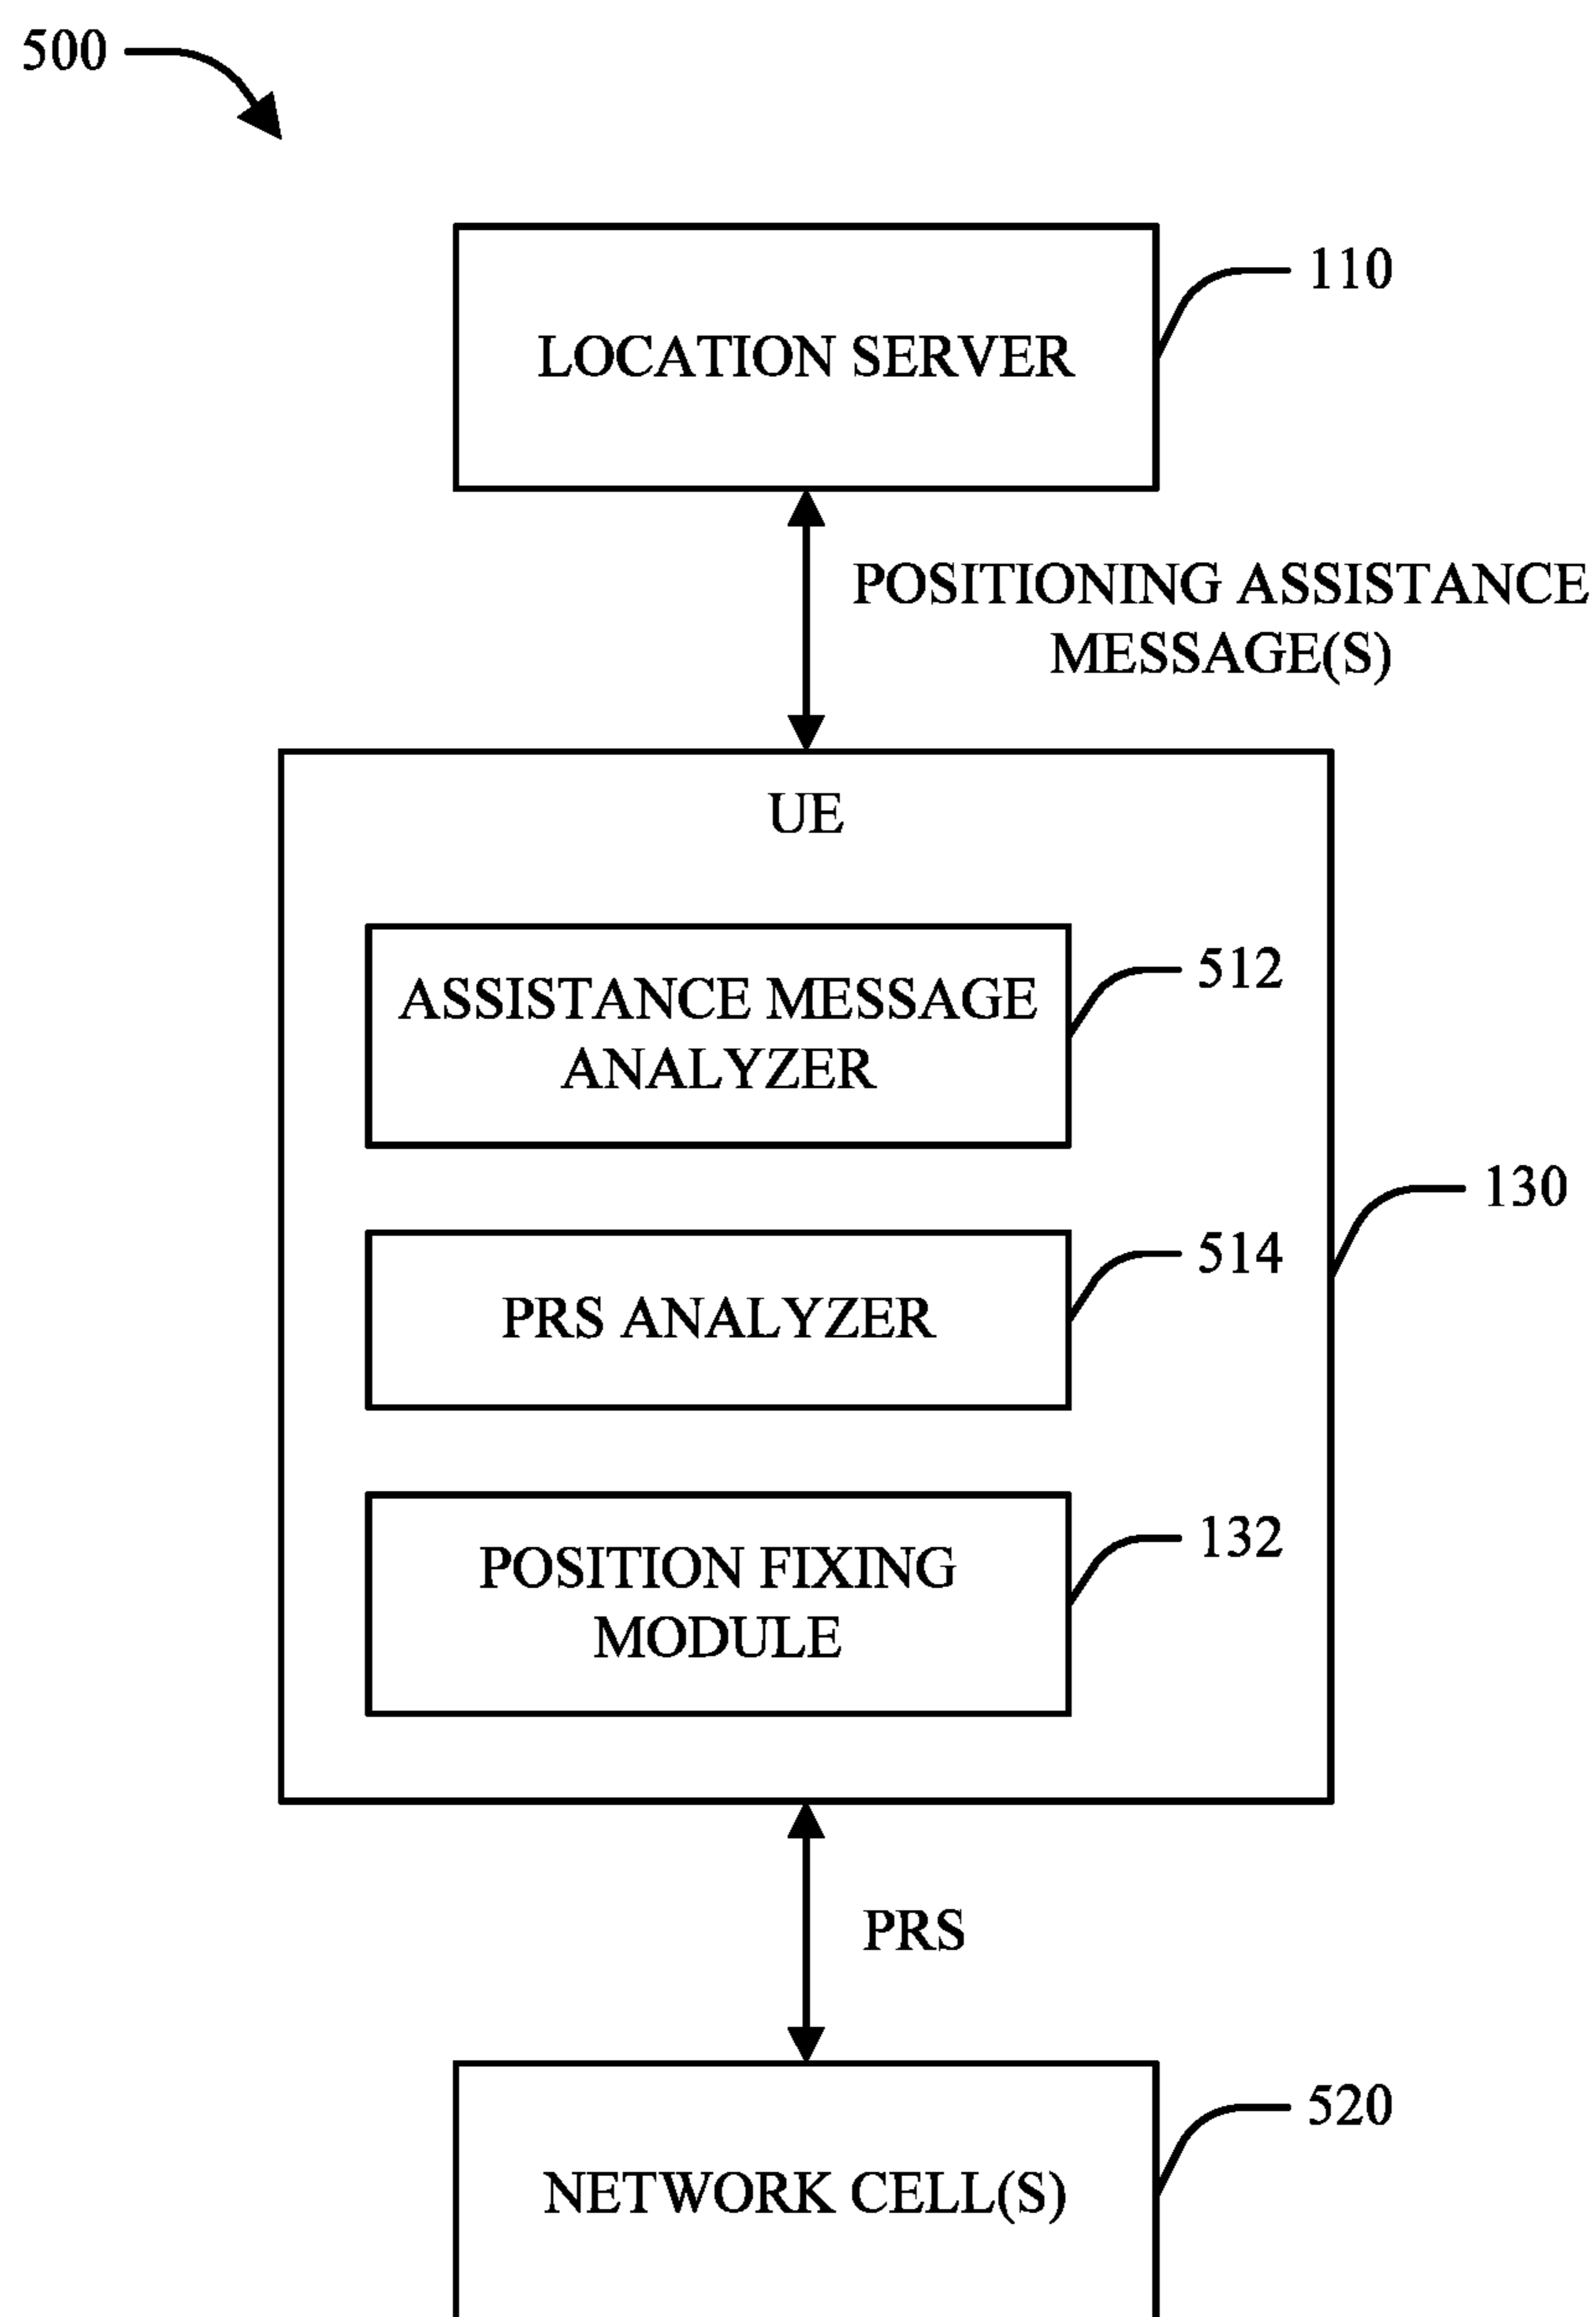 500
LOCATION SERVER
110
POSITIONING ASSISTANCE
MESSAGE(S)
UE
ASSISTANCE MESSAGE
ANALYZER
512
130
PRS ANALYZER
514
POSITION FIXING
MODULE
132
PRS
NETWORK CELL(S)
520